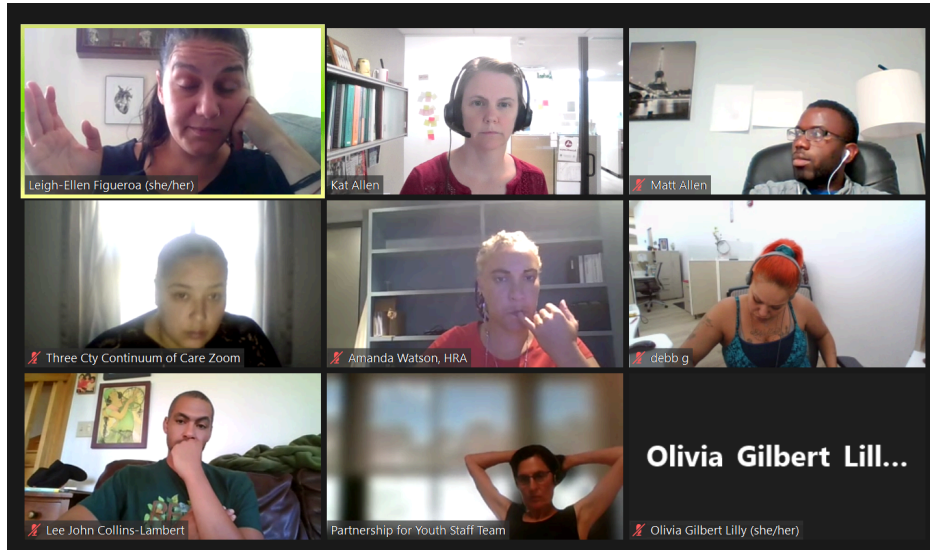 Leigh-Ellen Figueroa (she/her)
Kat Allen
Matt Allen
Three Cty Continuum of Care Zoom
Amanda Watson, HRA
debb g
Lee John Collins-Lambert
Partnership for Youth Staff Team
Olivia Gilbert Lill...
Olivia Gilbert Lilly (she/her)